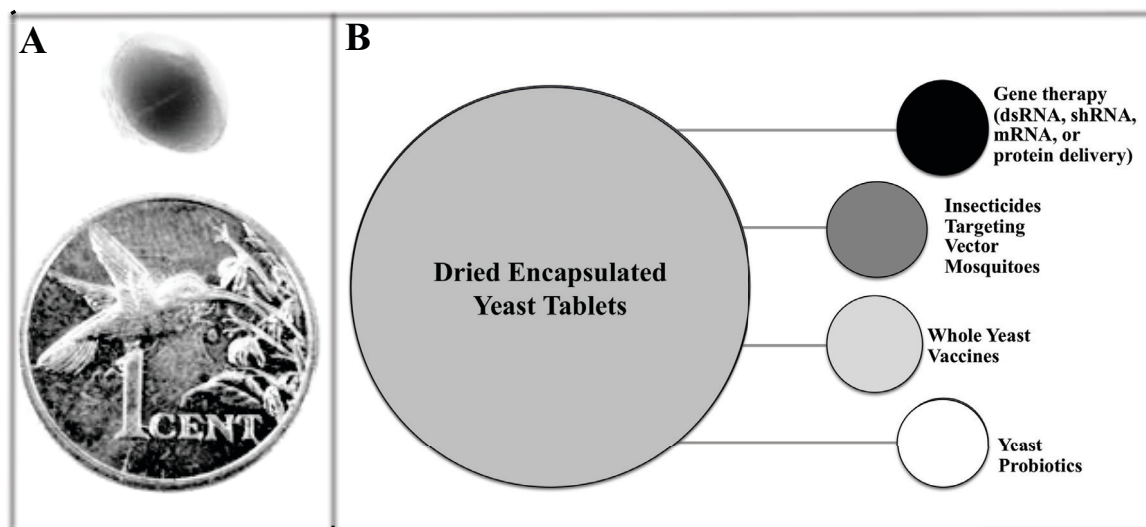 A
1
CENT
B
Dried Encapsulated
Yeast Tablets
Gene therapy
(dsRNA, shRNA,
mRNA, or
protein delivery)
Insecticides
Targeting
Vector
Mosquitoes
Whole Yeast
Vaccines
Yeast
Probiotics